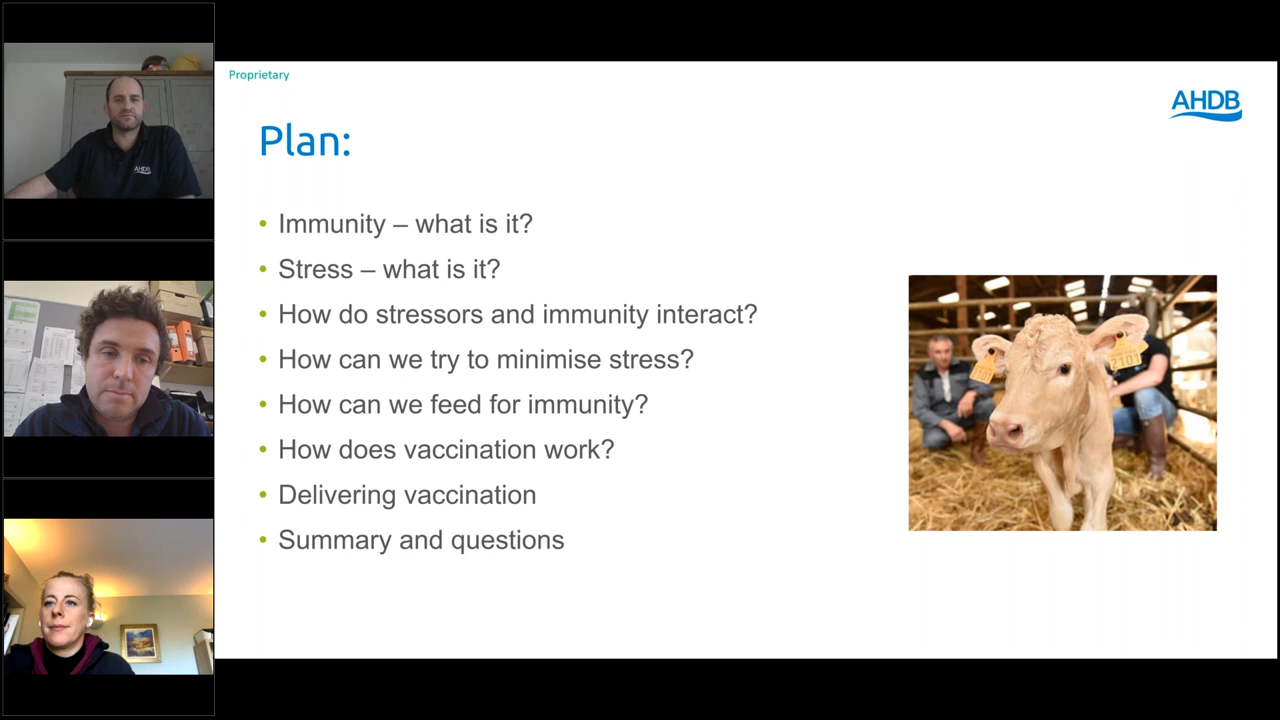 Proprietary
AHDB
Plan:
• Immunity – what is it?
• Stress – what is it?
• How do stressors and immunity interact?
• How can we try to minimise stress?
• How can we feed for immunity?
• How does vaccination work?
• Delivering vaccination
• Summary and questions
AHDB
2101